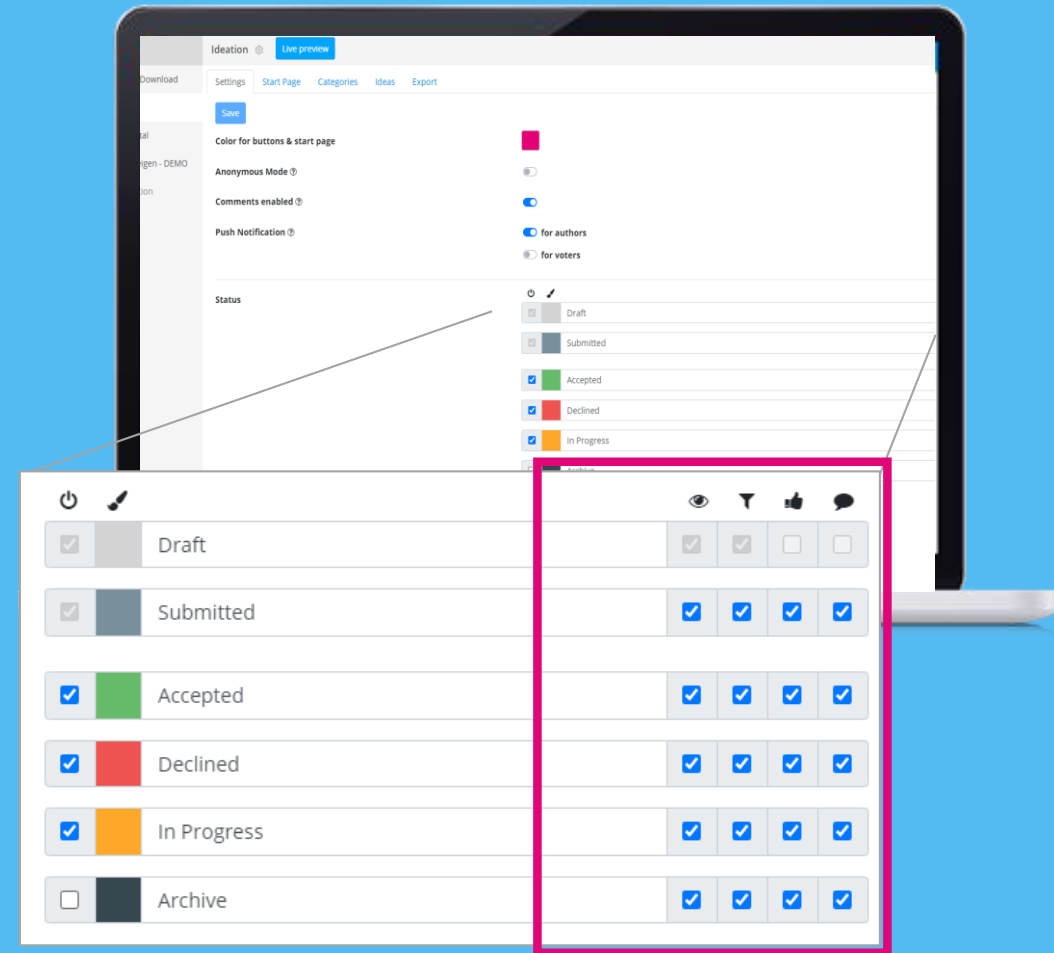 Ideation Live preview
Download
Settings Start Page Categories Ideas Export
Save
tal
Color for buttons & start page
eigen - DEMO
Anonymous Mode
tion
Comments enabled
Push Notification for authors
for voters
Status
Draft
Submitted
Accepted
Declined
In Progress
Archive
Draft
Submitted
Accepted
Declined
In Progress
Archive